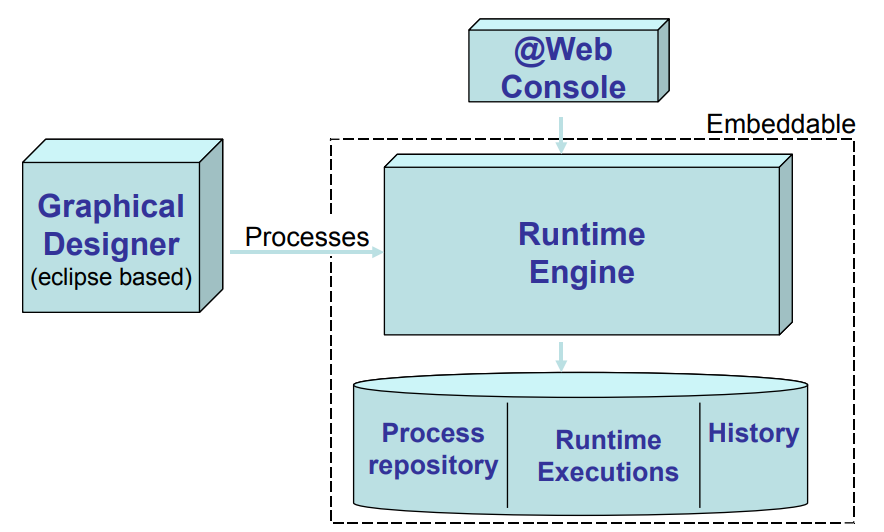 @Web
Console
Embeddable
Graphical
Designer
(eclipse based)
Processes
Runtime
Engine
Process
repository
Runtime
Executions
History